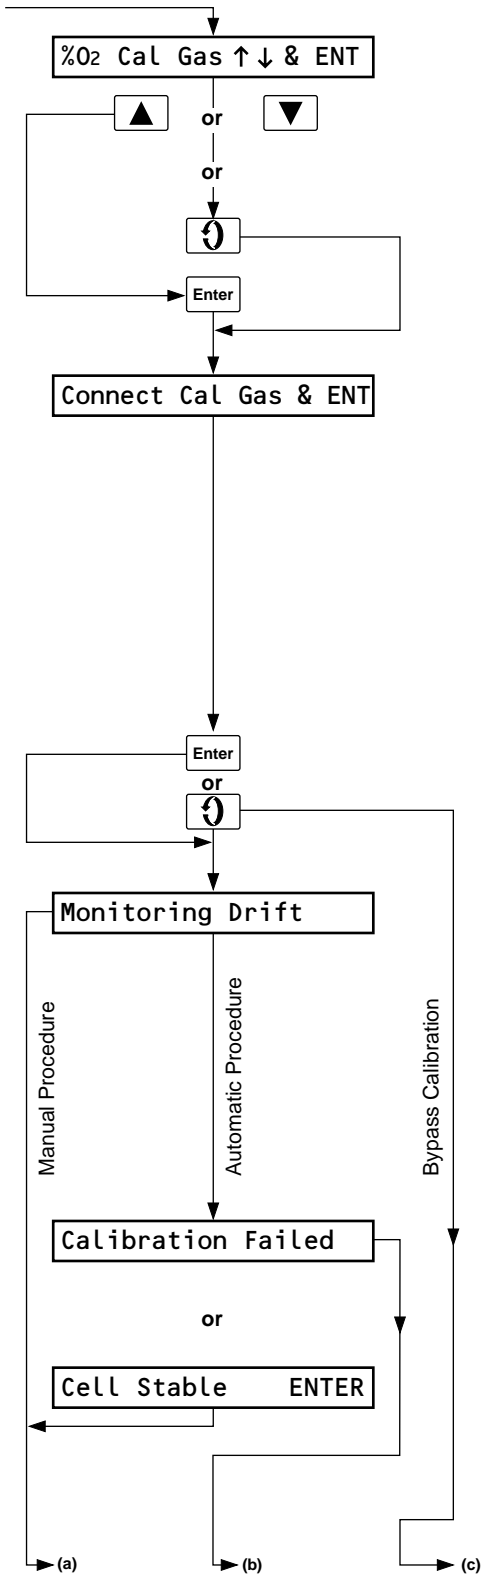 %O2 Cal Gas ↑↓ & ENT
or
or
Enter
Connect Cal Gas & ENT
Enter
or
Monitoring Drift
Manual Procedure
Automatic Procedure
Bypass Calibration
Calibration Failed
or
Cell Stable ENTER
(a)
(b)
(c)